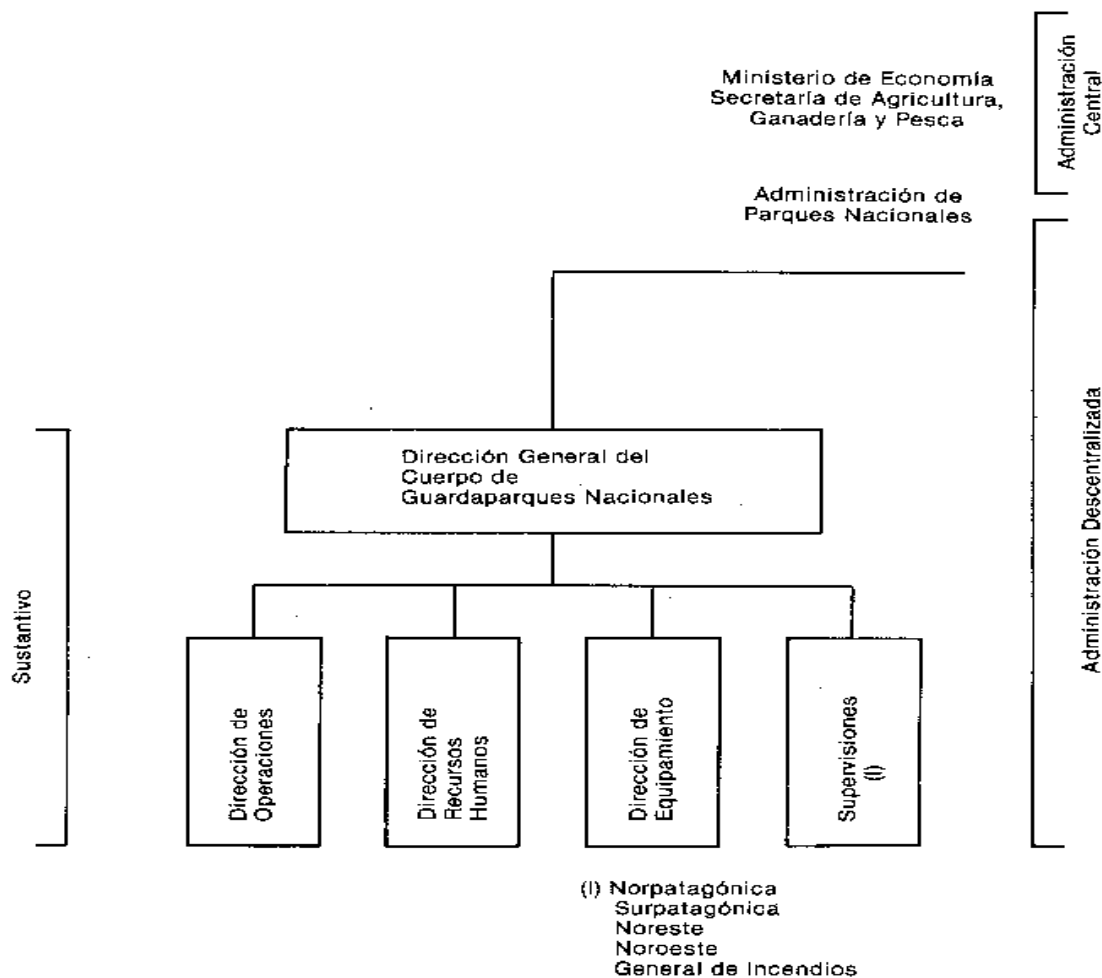 Ministerio de Economía
Secretaría de Agricultura,
Ganadería y Pesca
Administración
Central
Administración de
Parques Nacionales
Administración Descentralizada
Dirección General del
Cuerpo de
Guardaparques Nacionales
Sustantivo
Dirección de
Operaciones
Dirección de
Recursos
Humanos
Dirección de
Equipamiento
Supervisiones
(I)
(I) Norpatagónica
Surpatagónica
Noreste
Noroeste
General de Incendios